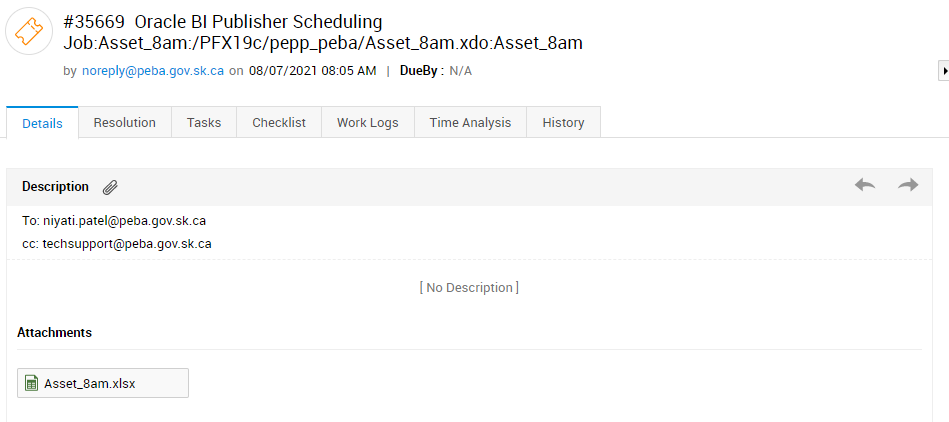 #35669 Oracle BI Publisher Scheduling
Job:Asset_8am:/PFX19c/pepp_peba/Asset_8am.xdo:Asset_8am
by noreply@peba.gov.sk.ca on 08/07/2021 08:05 AM | DueBy : N/A
Details Resolution Tasks Checklist Work Logs Time Analysis History
Description
To: niyati.patel@peba.gov.sk.ca
cc: techsupport@peba.gov.sk.ca
[ No Description ]
Attachments
Asset_8am.xlsx